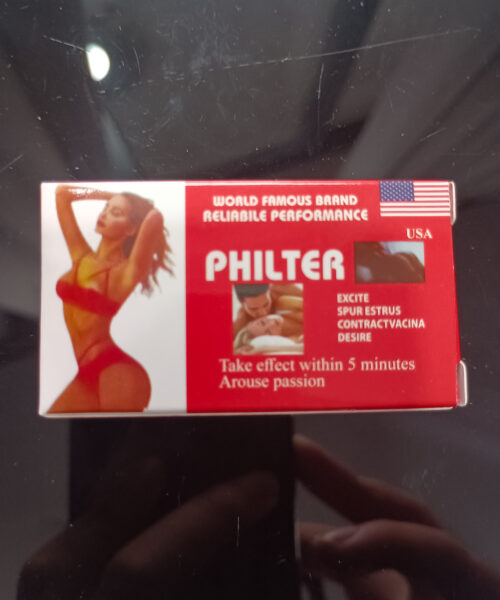 WORLD FAMOUS BRAND
RELIABILE PERFORMANCE
USA
PHILTER
EXCITE
SPUR ESTRUS
CONTRACTVACINA
DESIRE
Take effect within 5 minutes
Arouse passion